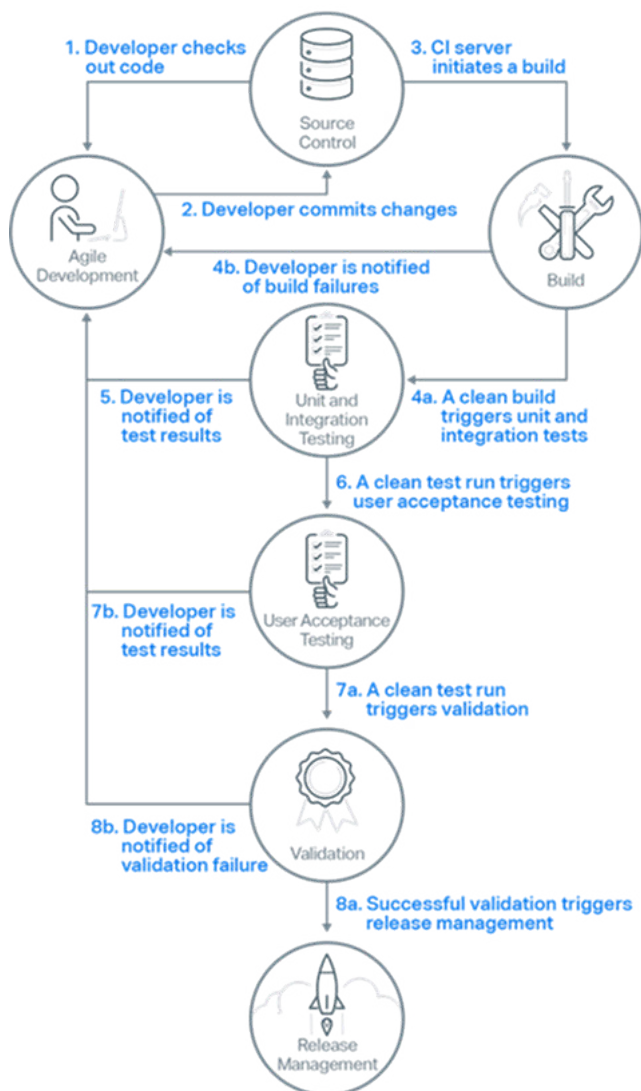 1. Developer checks
out code
3. CI server
initiates a build
Source
Control
2. Developer commits changes
Agile
Development
Build
4b. Developer is notified
of build failures
Unit and
Integration
Testing
5. Developer is
notified of
test results
4a. A clean build
triggers unit and
integration tests
6. A clean test run triggers
user acceptance testing
User Acceptance
Testing
7b. Developer is
notified of
test results
7a. A clean test run
triggers validation
Validation
8b. Developer is
notified of
validation failure
8a. Successful validation triggers
release management
Release
Management